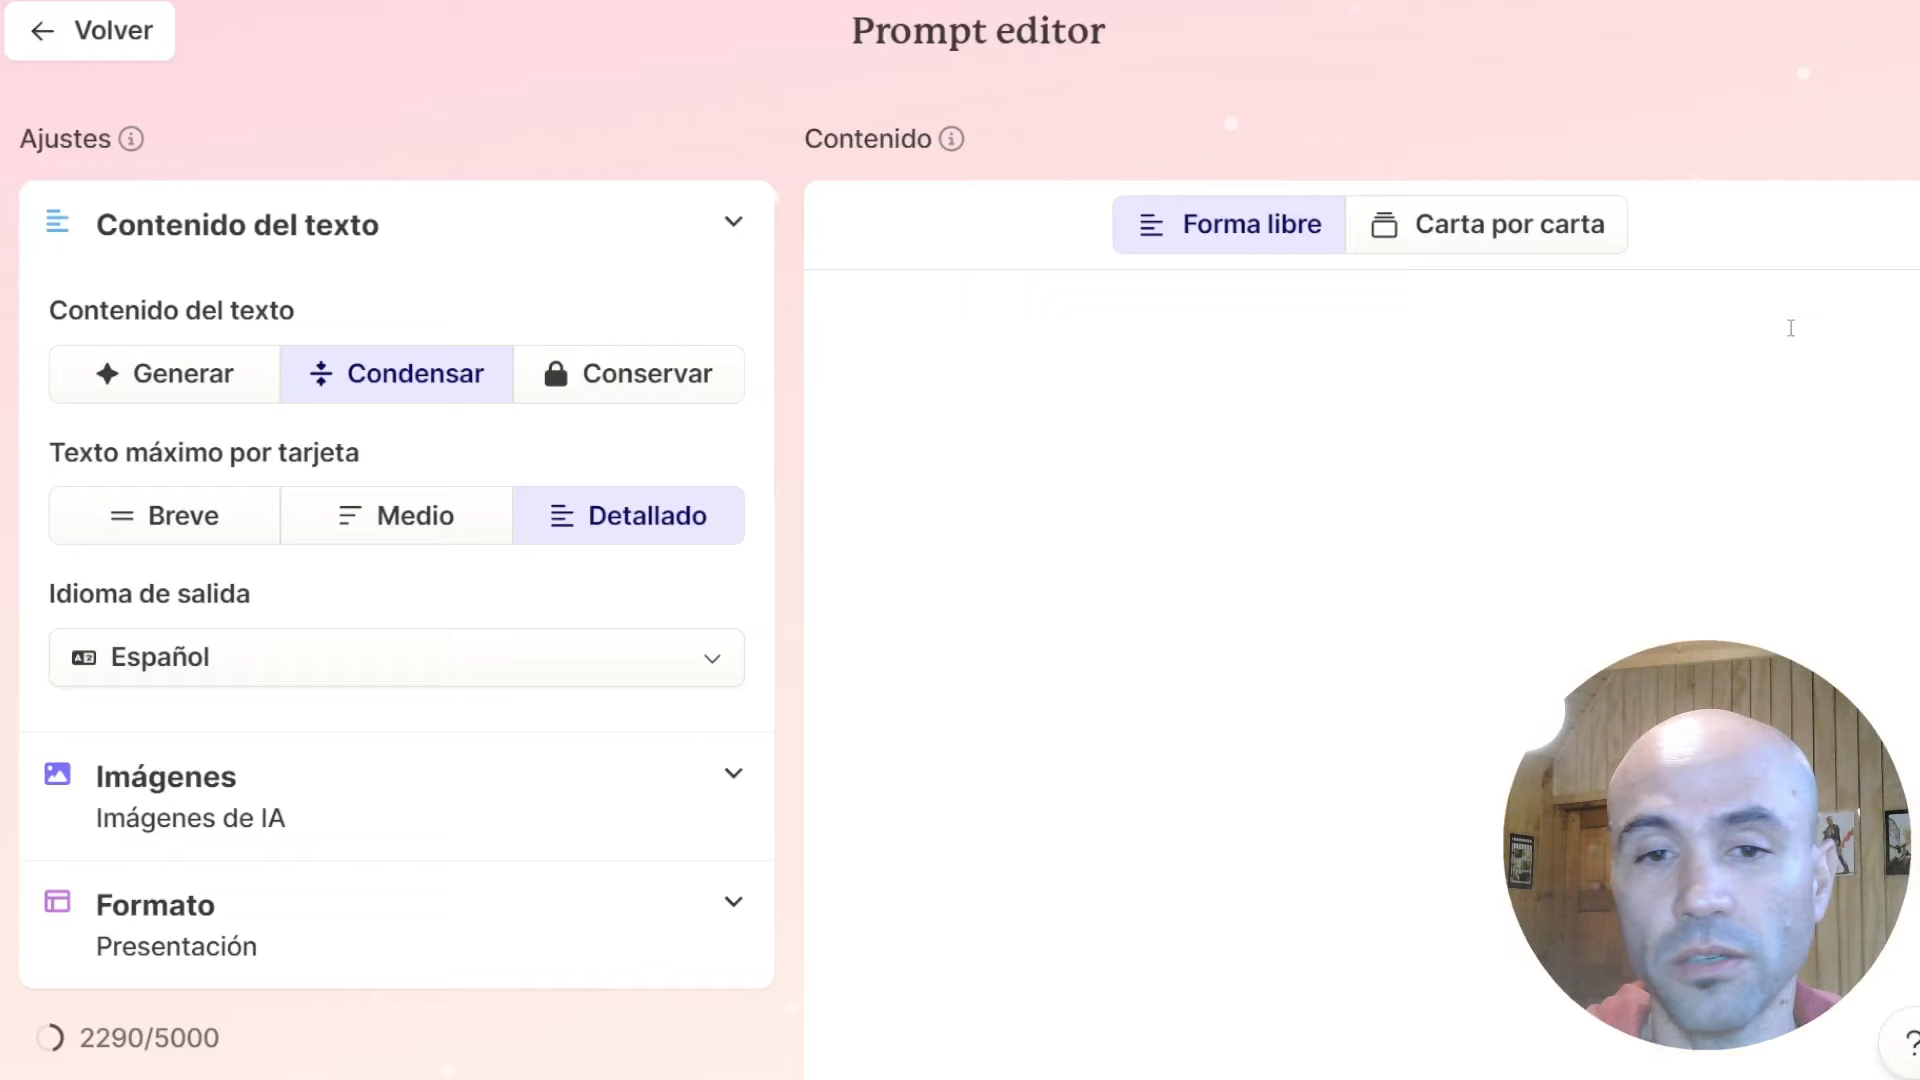 Volver
Prompt editor
Ajustes
Contenido
Contenido del texto
Forma libre
Carta por carta
Contenido del texto
Generar
Condensar
Conservar
Texto máximo por tarjeta
Breve
Medio
Detallado
Idioma de salida
Español
Imágenes
Imágenes de IA
Formato
Presentación
2290/5000
?